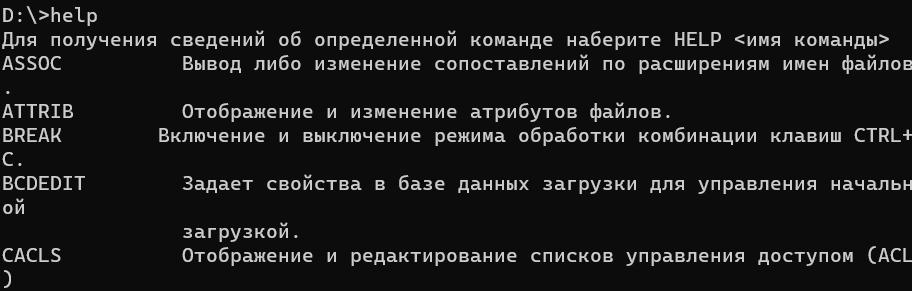 D:\>help
Для получения сведений об определенной команде наберите HELP <имя команды>
ASSOC          Вывод либо изменение сопоставлений по расширениям имен файлов
.
ATTRIB         Отображение и изменение атрибутов файлов.
BREAK        Включение и выключение режима обработки комбинации клавиш CTRL+
C.
BCDEDIT        Задает свойства в базе данных загрузки для управления начальн
ой
               загрузкой.
CACLS          Отображение и редактирование списков управления доступом (ACL
)